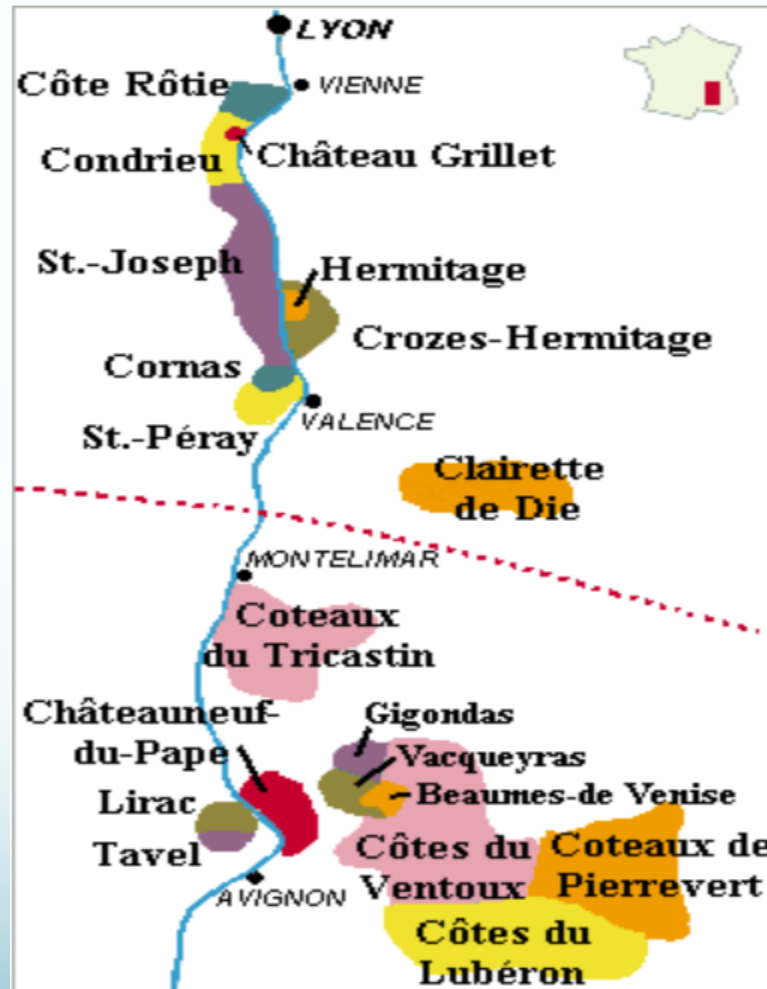 LYON
VIENNE
Côte Rôtie
Château Grillet
Condrieu
St.-Joseph
Hermitage
Crozes-Hermitage
Cornas
VALENCE
St.-Péray
Clairette
de Die
MONTELIMAR
Coteaux
du Tricastin
Châteauneuf-
du-Pape
Gigondas
Vacqueyras
Beaumes-de Venise
Lirac
Tavel
Côtes du
Ventoux
Coteaux de
Pierrevert
AVIGNON
Côtes du
Lubéron